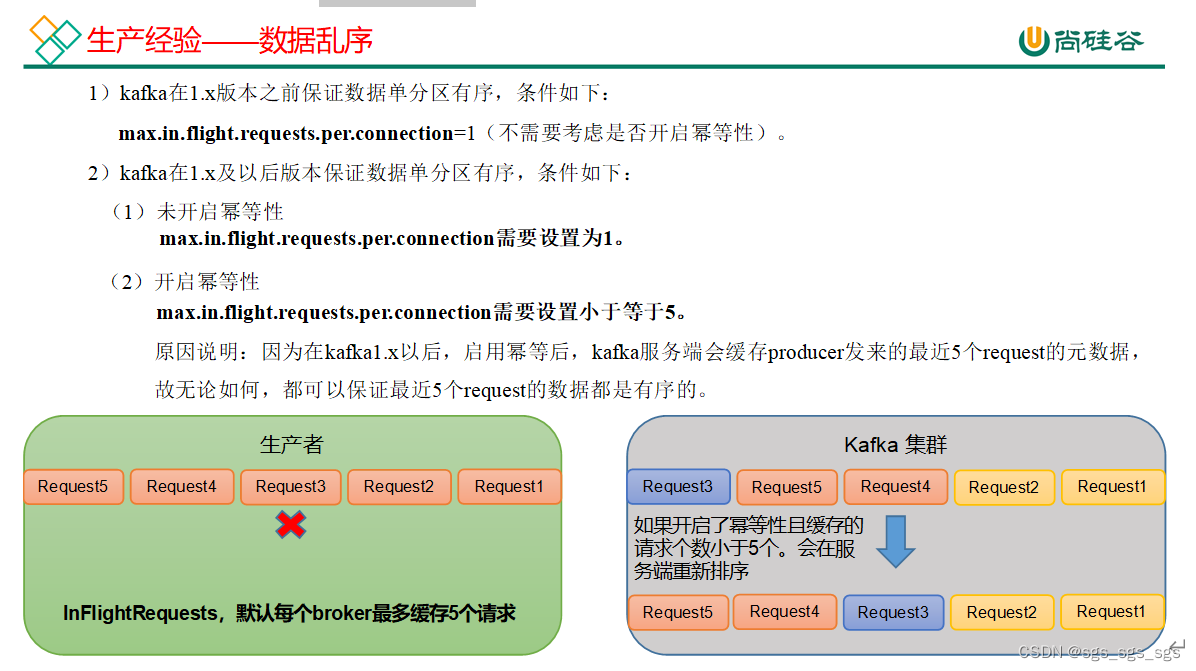 生产经验——数据乱序
尚硅谷
1）kafka在1.x版本之前保证数据单分区有序，条件如下：
max.in.flight.requests.per.connection=1（不需要考虑是否开启幂等性）。
2）kafka在1.x及以后版本保证数据单分区有序，条件如下：
（1）未开启幂等性
max.in.flight.requests.per.connection需要设置为1。
（2）开启幂等性
max.in.flight.requests.per.connection需要设置小于等于5。
原因说明：因为在kafka1.x以后，启用幂等后，kafka服务端会缓存producer发来的最近5个request的元数据，
故无论如何，都可以保证最近5个request的数据都是有序的。
生产者
Request5 Request4 Request3 Request2 Request1
InFlightRequests，默认每个broker最多缓存5个请求
Kafka 集群
Request3 Request5 Request4 Request2 Request1
如果开启了幂等性且缓存的
请求个数小于5个。会在服
务端重新排序
Request5 Request4 Request3 Request2 Request1
CSDN @sgs_sgs_sgs